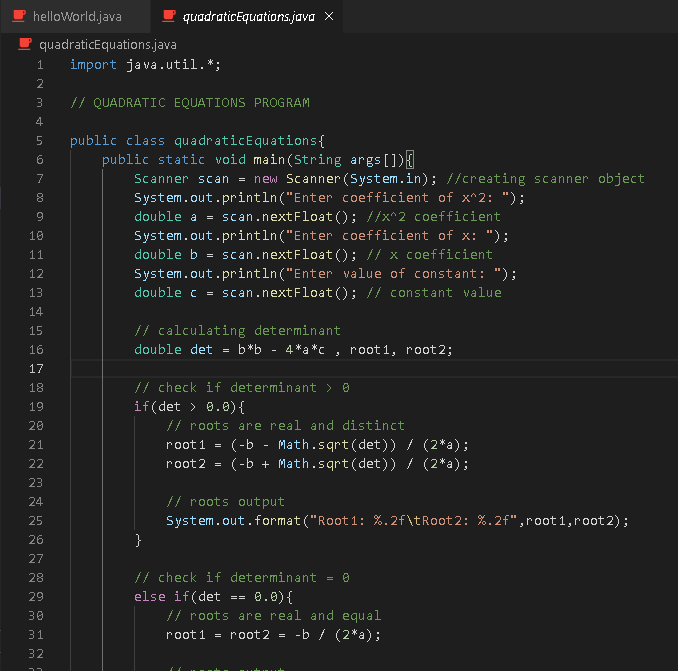 helloWorld.java quadraticEquations.java ×
quadraticEquations.java
1 import java.util.*;
2
3 // QUADRATIC EQUATIONS PROGRAM
4
5 public class quadraticEquations{
6     public static void main(String args[]){
7         Scanner scan = new Scanner(System.in); //creating scanner object
8         System.out.println("Enter coefficient of x^2: ");
9         double a = scan.nextFloat(); //x^2 coefficient
10         System.out.println("Enter coefficient of x: ");
11         double b = scan.nextFloat(); // x coefficient
12         System.out.println("Enter value of constant: ");
13         double c = scan.nextFloat(); // constant value
14
15         // calculating determinant
16         double det = b*b - 4*a*c , root1, root2;
17
18         // check if determinant > 0
19         if(det > 0.0){
20             // roots are real and distinct
21             root1 = (-b - Math.sqrt(det)) / (2*a);
22             root2 = (-b + Math.sqrt(det)) / (2*a);
23
24             // roots output
25             System.out.format("Root1: %.2f\tRoot2: %.2f",root1,root2);
26         }
27
28         // check if determinant = 0
29         else if(det == 0.0){
30             // roots are real and equal
31             root1 = root2 = -b / (2*a);
32
33             // roots output